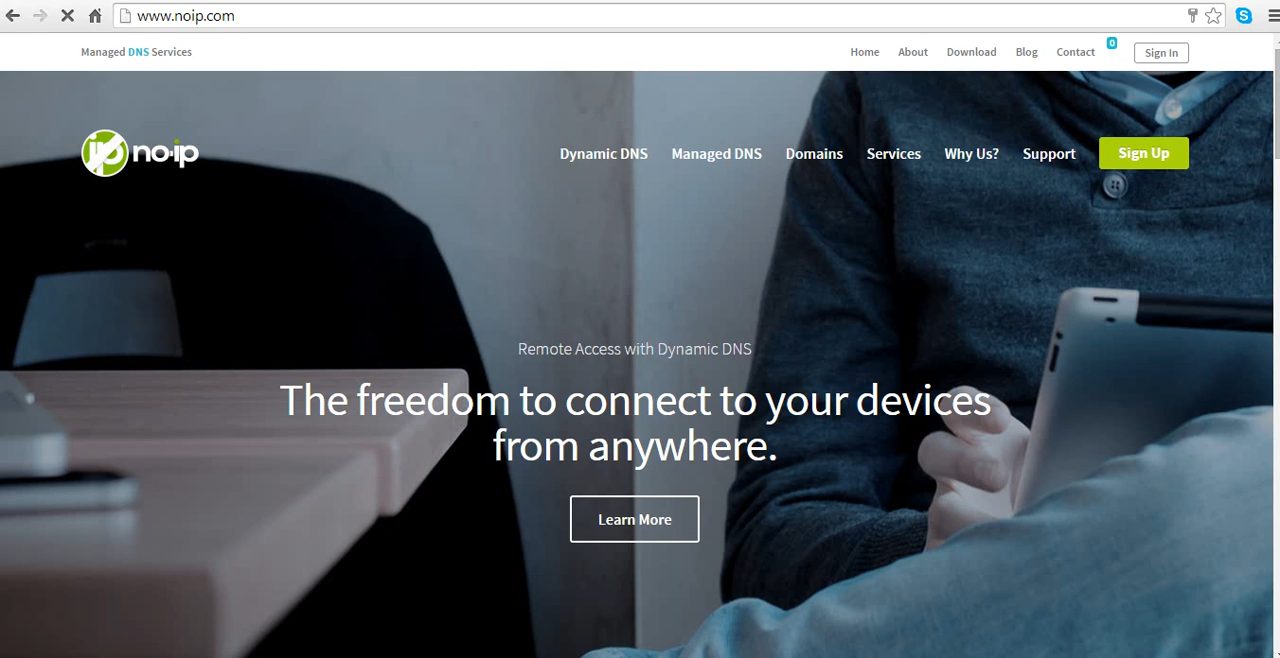 www.noip.com
Managed DNS Services
Home About Download Blog Contact 0 Sign In
no-ip
Dynamic DNS Managed DNS Domains Services Why Us? Support Sign Up
Remote Access with Dynamic DNS
The freedom to connect to your devices
from anywhere.
Learn More